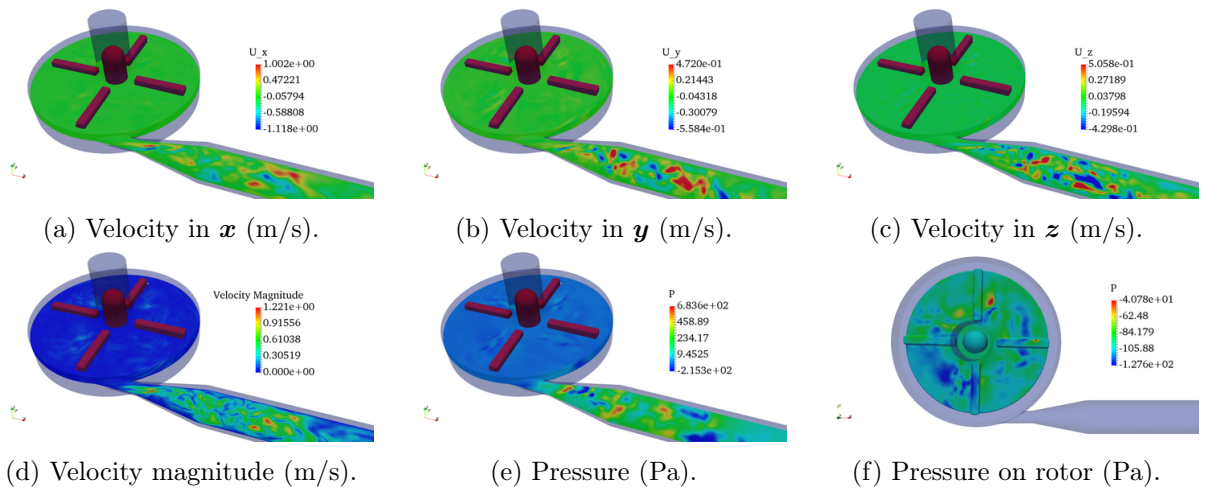 U_x
1.002e+00
0.47221
-0.05794
-0.58808
-1.118e+00
(a) Velocity in x (m/s).
U_y
4.720e-01
0.21443
-0.04318
-0.30079
-5.584e-01
(b) Velocity in y (m/s).
U_z
5.058e-01
0.27189
0.03798
-0.19594
-4.298e-01
(c) Velocity in z (m/s).
Velocity Magnitude
1.221e+00
0.91556
0.61038
0.30519
0.000e+00
(d) Velocity magnitude (m/s).
P
6.836e+02
458.89
234.17
9.4525
-2.153e+02
(e) Pressure (Pa).
P
-4.078e+01
-62.48
-84.179
-105.88
-1.276e+02
(f) Pressure on rotor (Pa).